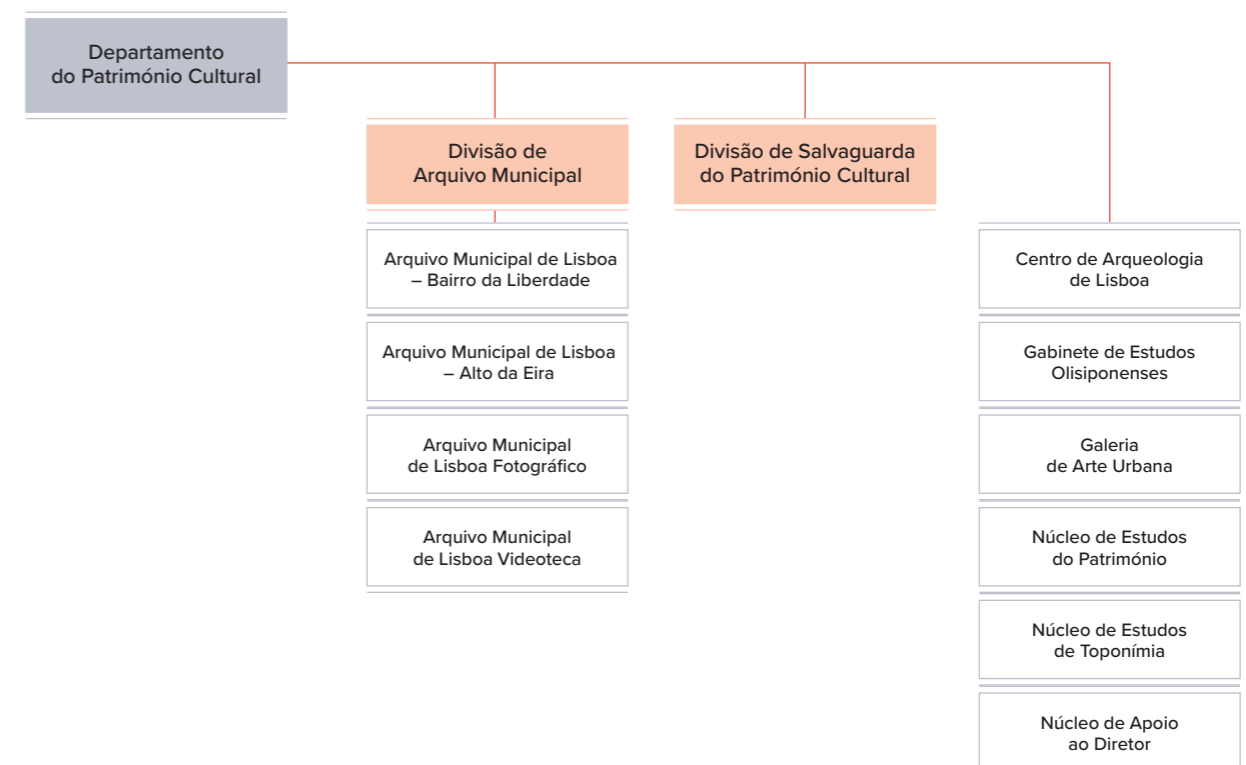 Departamento
do Património Cultural
Divisão de
Arquivo Municipal
Divisão de Salvaguarda
do Património Cultural
Arquivo Municipal de Lisboa
– Bairro da Liberdade
Arquivo Municipal de Lisboa
– Alto da Eira
Arquivo Municipal
de Lisboa Fotográfico
Arquivo Municipal
de Lisboa Videoteca
Centro de Arqueologia
de Lisboa
Gabinete de Estudos
Olisiponenses
Galeria
de Arte Urbana
Núcleo de Estudos
do Património
Núcleo de Estudos
de Toponímia
Núcleo de Apoio
ao Diretor